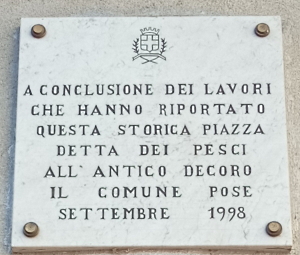 A CONCLUSIONE DEI LAVORI
CHE HANNO RIPORTATO
QUESTA STORICA PIAZZA
DETTA DEI PESCI
ALL' ANTICO DECORO
IL COMUNE POSE
SETTEMBRE 1998